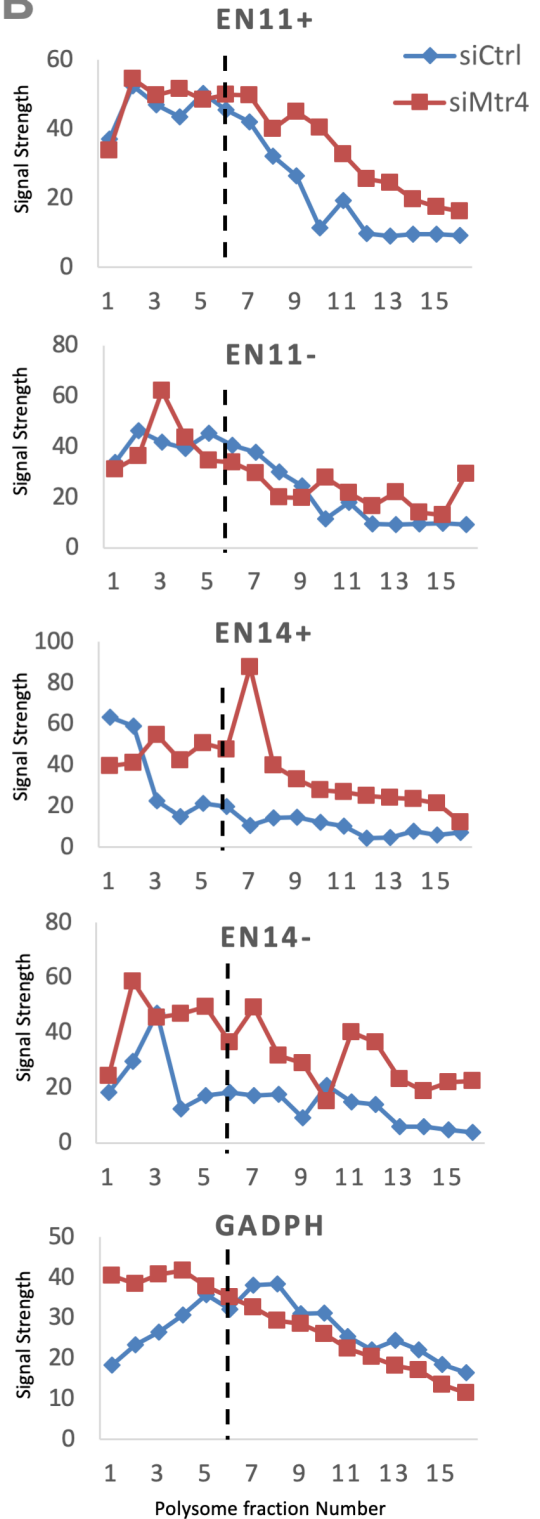 B
EN11+
siCtrl
siMtr4
Signal Strength
60
40
20
0
1 3 5 7 9 11 13 15
EN11-
Signal Strength
80
60
40
20
0
1 3 5 7 9 11 13 15
EN14+
Signal Strength
100
80
60
40
20
0
1 3 5 7 9 11 13 15
EN14-
Signal Strength
80
60
40
20
0
1 3 5 7 9 11 13 15
GADPH
Signal Strength
50
40
30
20
10
0
1 3 5 7 9 11 13 15
Polysome fraction Number